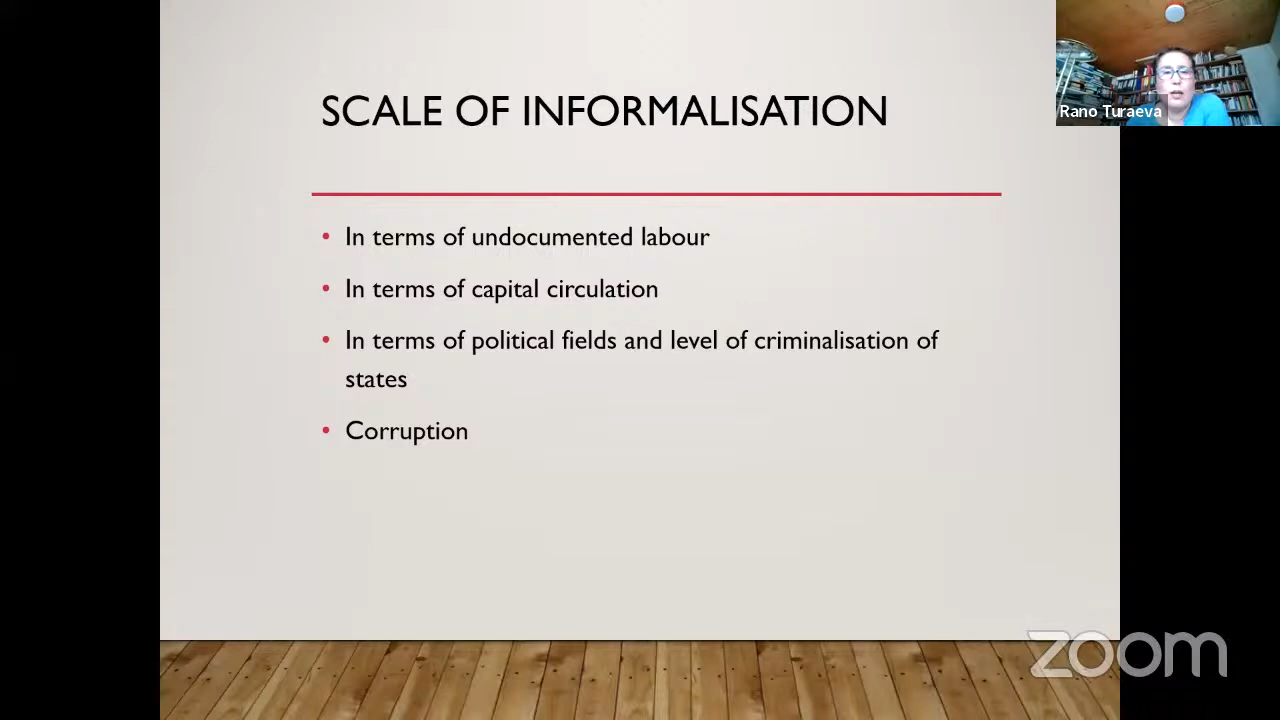 SCALE OF INFORMALISATION
Rano Turaeva
• In terms of undocumented labour
• In terms of capital circulation
• In terms of political fields and level of criminalisation of
states
• Corruption
zoom